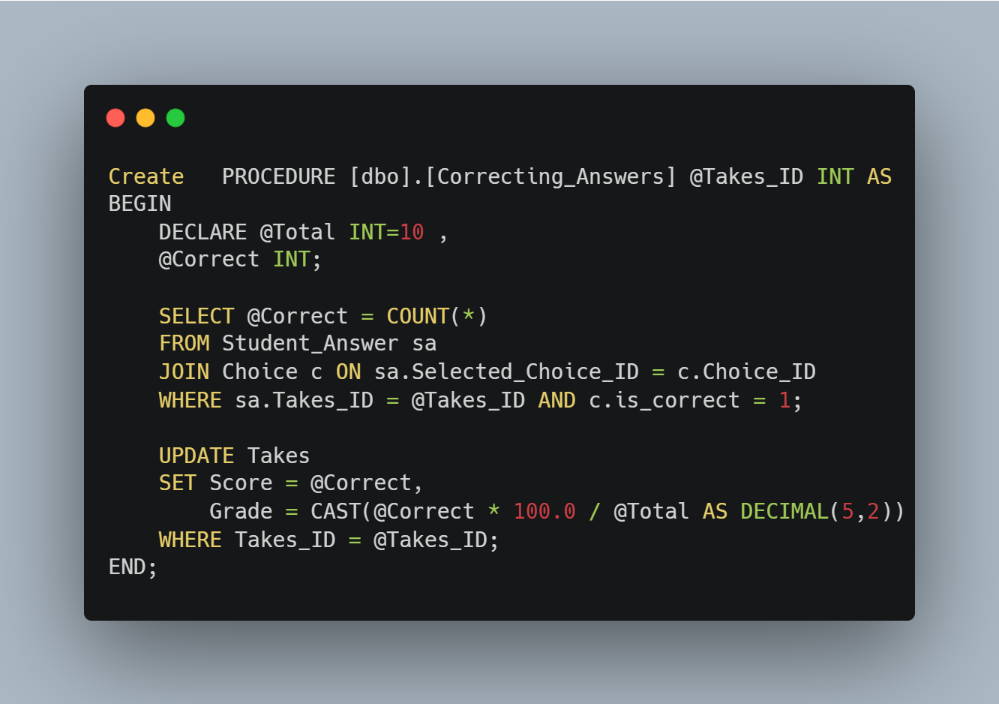 Create   PROCEDURE [dbo].[Correcting_Answers] @Takes_ID INT AS
BEGIN
    DECLARE @Total INT=10 ,
    @Correct INT;

    SELECT @Correct = COUNT(*)
    FROM Student_Answer sa
    JOIN Choice c ON sa.Selected_Choice_ID = c.Choice_ID
    WHERE sa.Takes_ID = @Takes_ID AND c.is_correct = 1;

    UPDATE Takes
    SET Score = @Correct,
        Grade = CAST(@Correct * 100.0 / @Total AS DECIMAL(5,2))
    WHERE Takes_ID = @Takes_ID;
END;